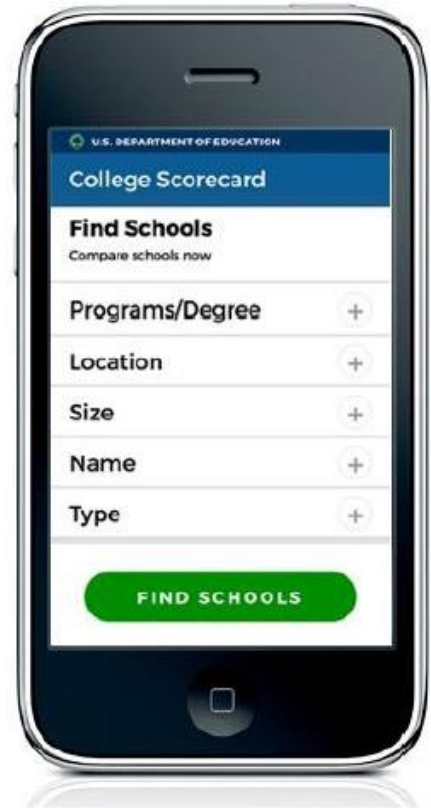 U.S. DEPARTMENT OF EDUCATION
College Scorecard
Find Schools
Compare schools now
Programs/Degree +
Location +
Size +
Name +
Type +
FIND SCHOOLS